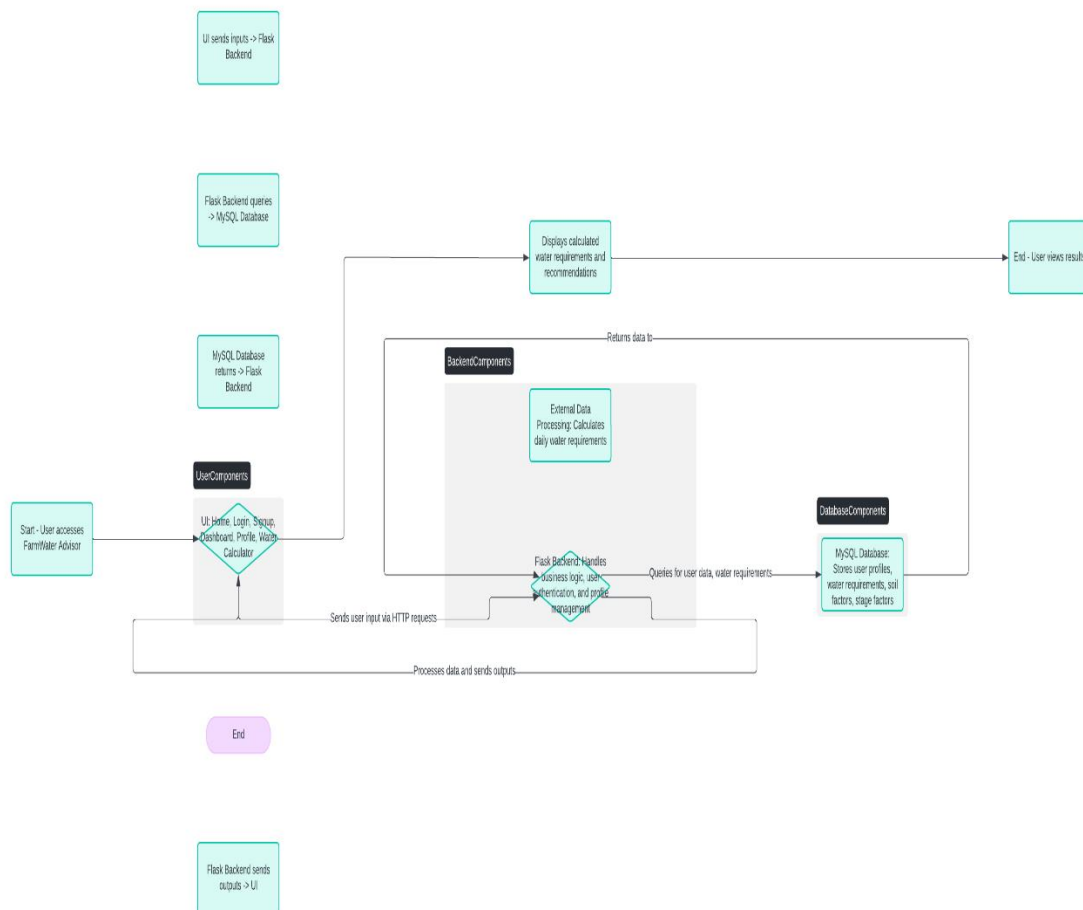 UI sends inputs -> Flask
Backend
Flask Backend queries
-> MySQL Database
Displays calculated
water requirements and
recommendations
End - User views results
MySQL Database
returns -> Flask
Backend
Returns data to
BackendComponents
External Data
Processing: Calculates
daily water requirements
UserComponents
Start - User accesses
FarmWater Advisor
UI: Home, Login, Signup,
Dashboard, Profile, Water
Calculator
DatabaseComponents
MySQL Database:
Stores user profiles,
water requirements, soil
factors, stage factors
Flask Backend: Handles
business logic, user
authentication, and profile
management
Queries for user data, water requirements
Sends user input via HTTP requests
Processes data and sends outputs
End
Flask Backend sends
outputs -> UI